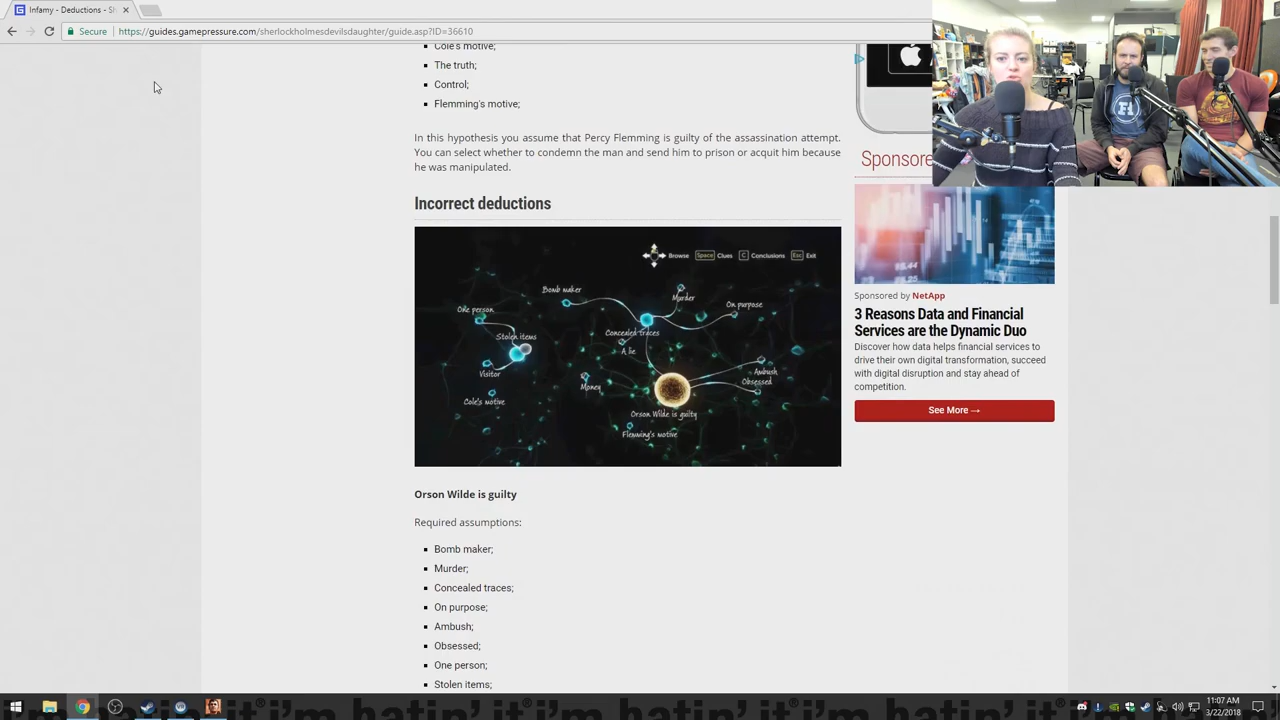 Infamy - Deductions - Sh
Secure
https://guides.gamepressure.com/sherlockholmesdevilsdaughter/guide.asp?ID=36610
Cole's motive;
The truth;
Control;
Flemming's motive;
In this hypothesis you assume that Percy Flemming is guilty of the assassination attempt.
You can select whether to condemn the man and send him to prison or acquit him because
he was manipulated.
Incorrect deductions
Browse Space Clues C Conclusions Esc Exit
Bomb maker
Murder
On purpose
One person
Concealed traces
Stolen items
A lie
Visitor
Ambush
Obsessed
Money
Cole's motive
Orson Wilde is guilty
Flemming's motive
Orson Wilde is guilty
Required assumptions:
Bomb maker;
Murder;
Concealed traces;
On purpose;
Ambush;
Obsessed;
One person;
Stolen items;
Sponsore
Sponsored by NetApp
3 Reasons Data and Financial
Services are the Dynamic Duo
Discover how data helps financial services to
drive their own digital transformation, succeed
with digital disruption and stay ahead of
competition.
See More →
11:07 AM
3/22/2018